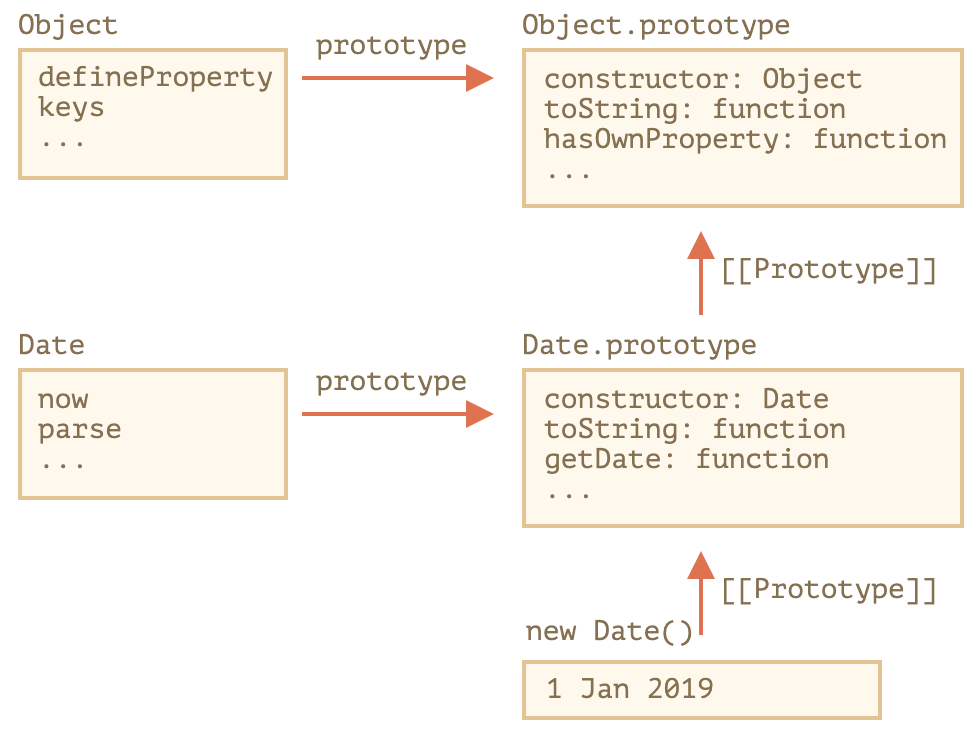 Object
prototype
Object.prototype
defineProperty
keys
...
constructor: Object
toString: function
hasOwnProperty: function
...
[[Prototype]]
Date
prototype
Date.prototype
now
parse
...
constructor: Date
toString: function
getDate: function
...
[[Prototype]]
new Date()
1 Jan 2019